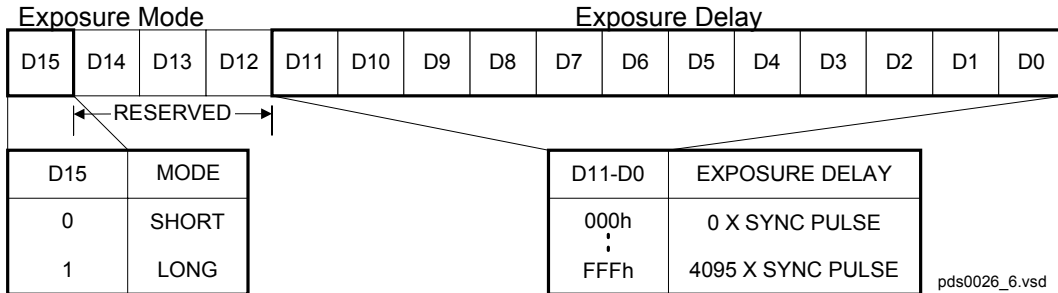 Exposure Mode Exposure Delay
D15 D14 D13 D12 D11 D10 D9 D8 D7 D6 D5 D4 D3 D2 D1 D0
RESERVED
D15 MODE
0 SHORT
1 LONG
D11-D0 EXPOSURE DELAY
000h 0 X SYNC PULSE
FFFh 4095 X SYNC PULSE
pds0026_6.vsd